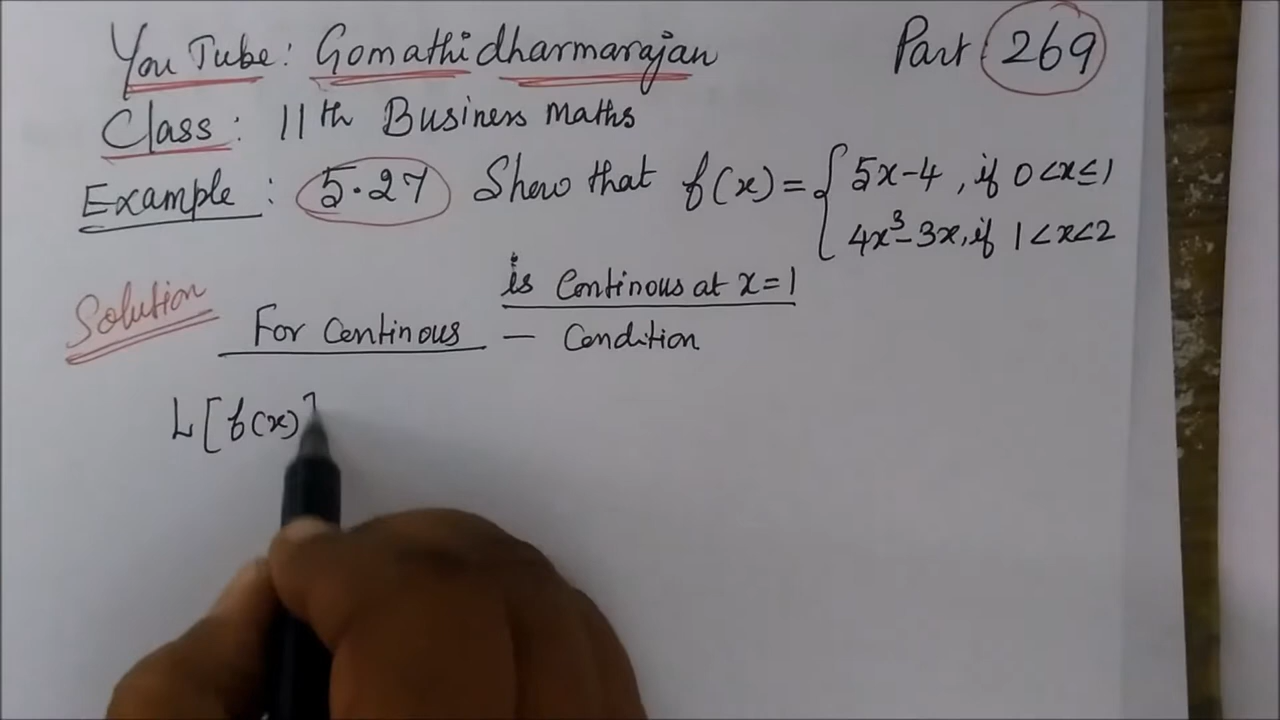 YouTube: Gomathidharmarajan Part: 269
Class: 11th Business maths
Example: 5.27 Show that f(x)= { 5x-4, if 0<x≤1
4x³-3x, if 1<x<2
is Continous at x=1
Solution
For Continous - Condition
L[f(x)]